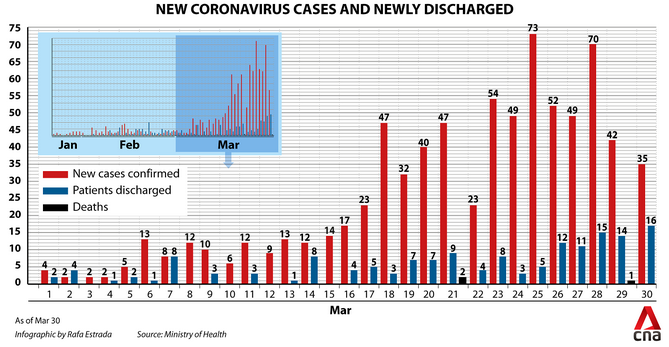 NEW CORONAVIRUS CASES AND NEWLY DISCHARGED
75
70
65
60
55
50
45
40
35
30
25
20
15
10
5
0
Jan Feb Mar
New cases confirmed
Patients discharged
Deaths
4 2 2 4 2 2 1 5 2 13 1 8 8 12 10 3 6 12 3 9 13 1 12 8 14 17 4 23 5 47 3 32 7 40 7 47 9 2 23 4 54 8 49 3 73 5 52 12 49 11 70 15 42 14 1 35 16
1 2 3 4 5 6 7 8 9 10 11 12 13 14 15 16 17 18 19 20 21 22 23 24 25 26 27 28 29 30
Mar
As of Mar 30
Infographic by Rafa Estrada Source: Ministry of Health
cna